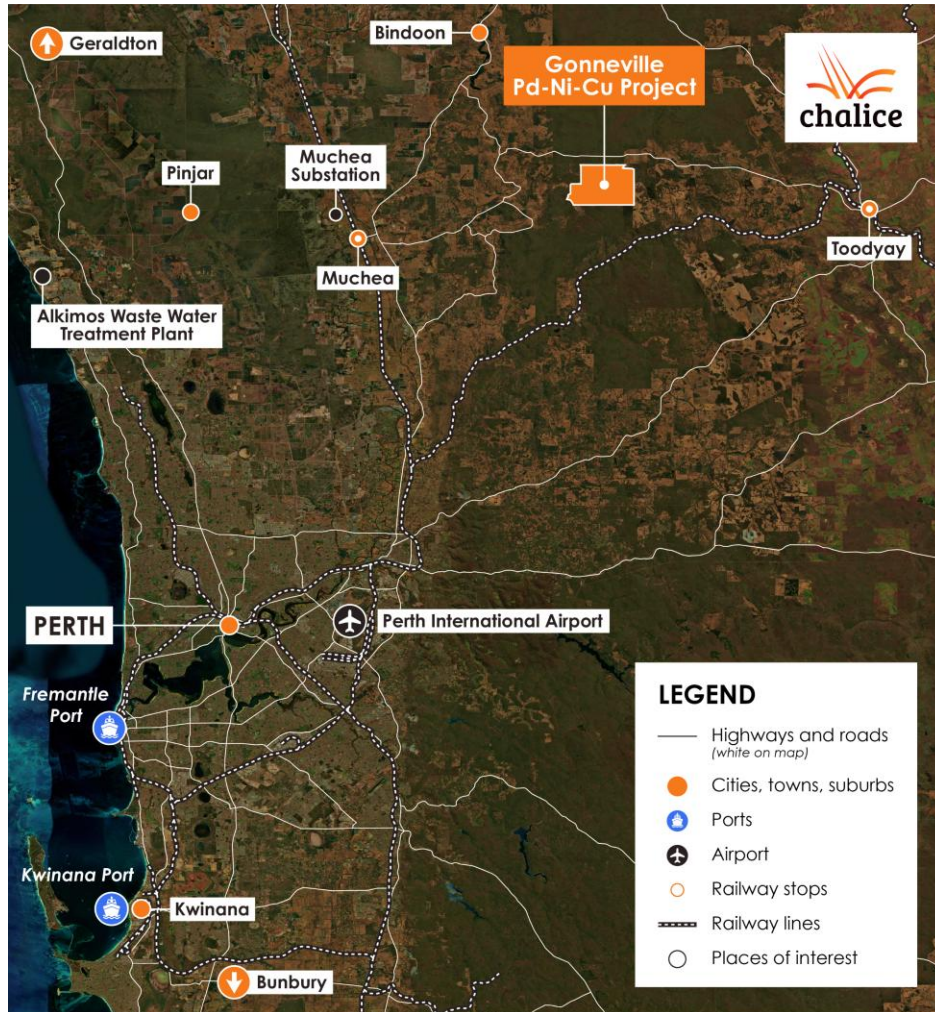 Geraldton
Bindoon
Gonneville
Pd-Ni-Cu Project
chalice
Pinjar
Muchea
Substation
Muchea
Toodyay
Alkimos Waste Water
Treatment Plant
PERTH
Perth International Airport
Fremantle
Port
Kwinana Port
Kwinana
Bunbury
LEGEND
Highways and roads
(white on map)
Cities, towns, suburbs
Ports
Airport
Railway stops
Railway lines
Places of interest